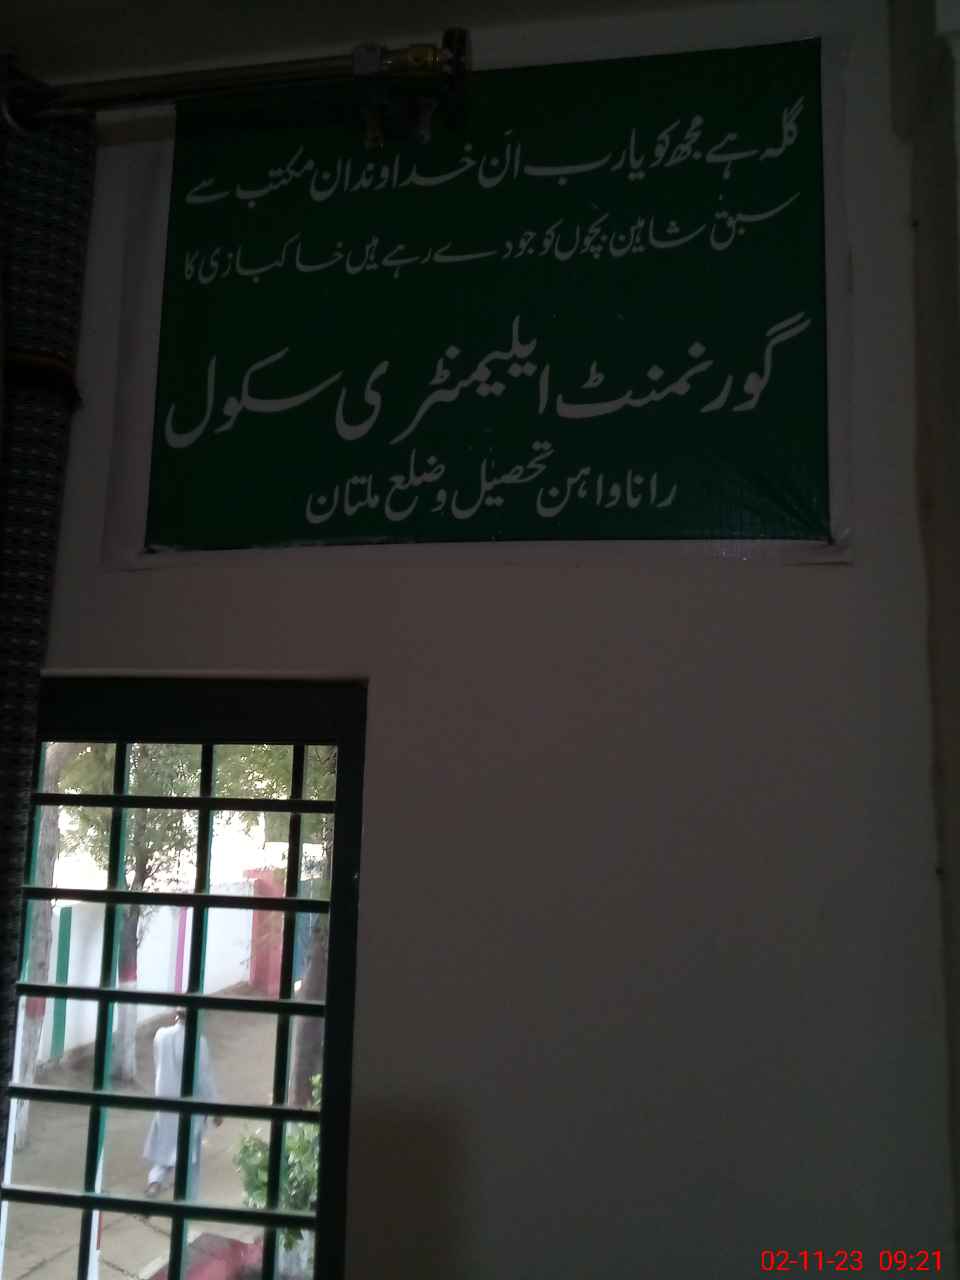 گلہ ہے مجھ کو یارب ان خداوندان مکتب سے
سبق شاہین بچوں کو جو دے رہے ہیں خاکبازی کا
گورنمنٹ ایلیمنٹری سکول
راناواہن تحصیل وضلع ملتان
02-11-23 09:21